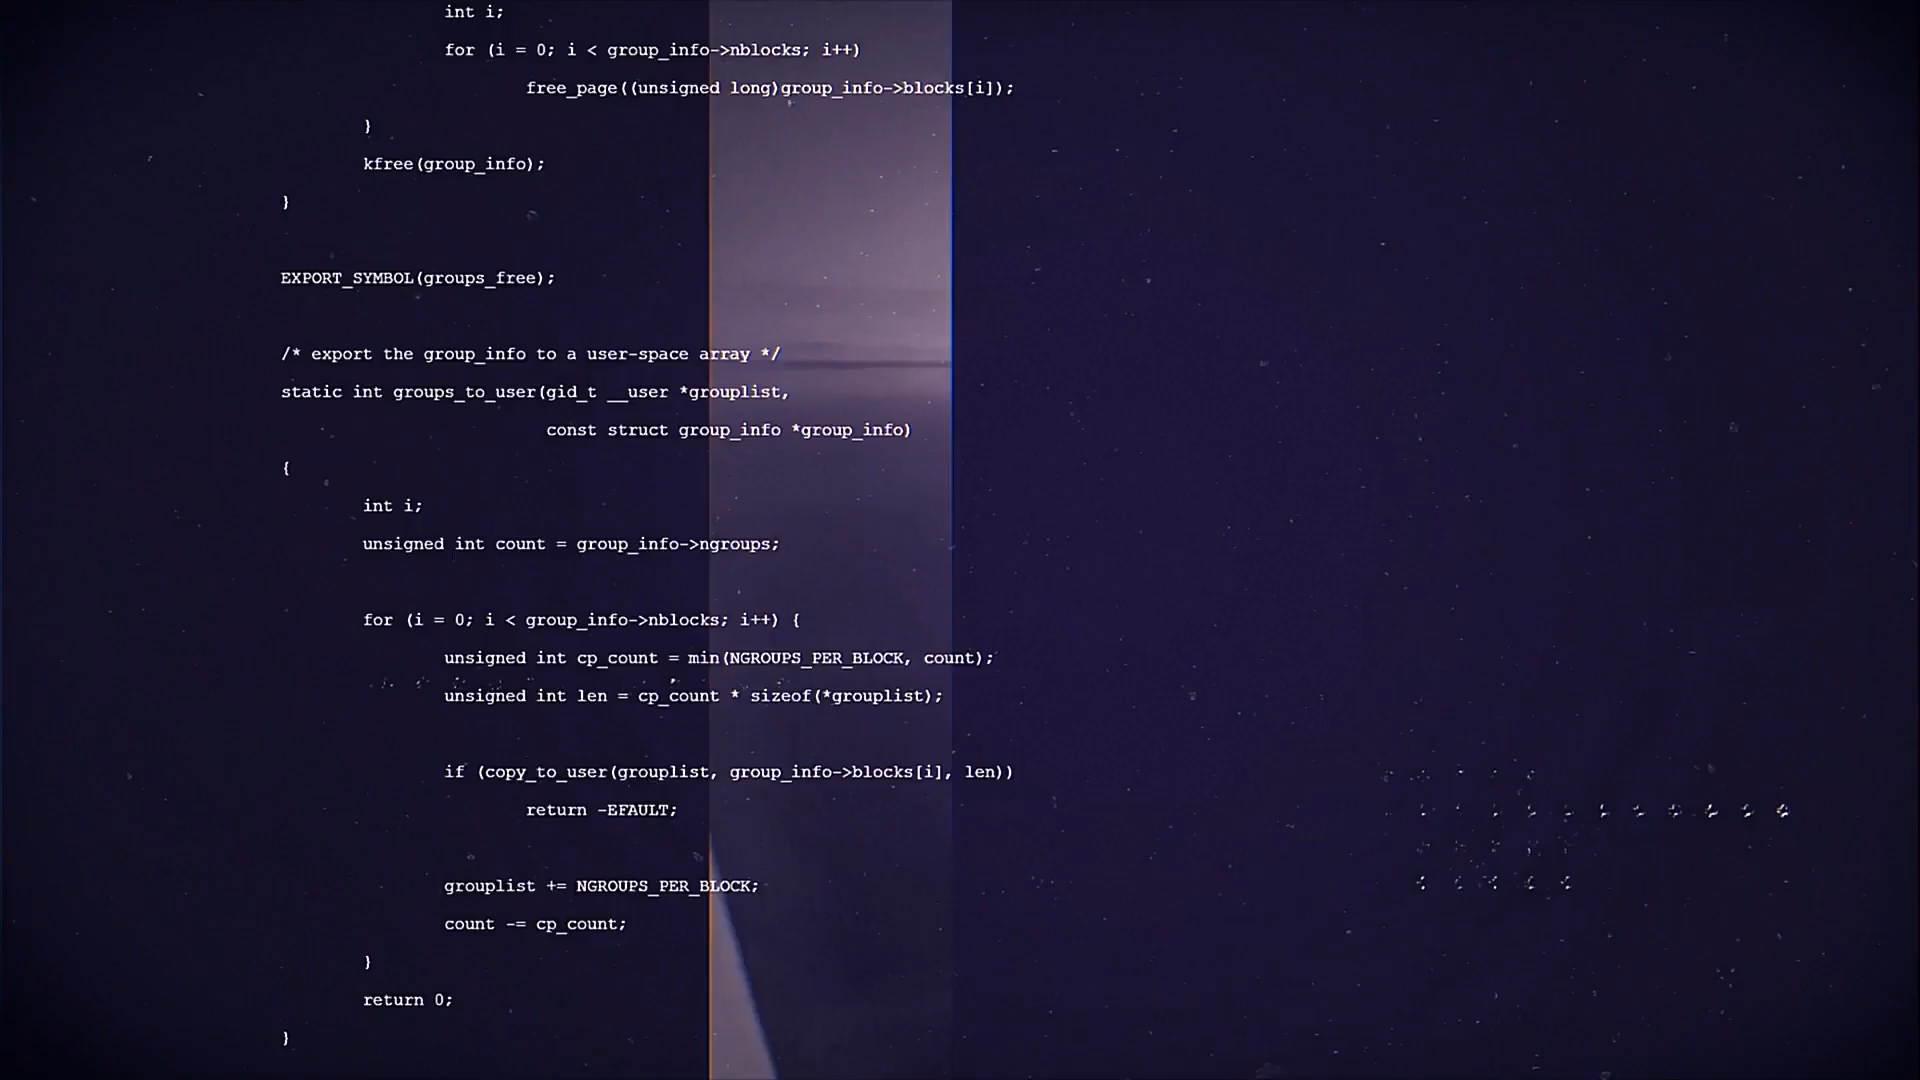 int i;
for (i = 0; i < group_info->nblocks; i++)
free_page((unsigned long)group_info->blocks[i]);
}
kfree(group_info);
}
EXPORT_SYMBOL(groups_free);
/* export the group_info to a user-space array */
static int groups_to_user(gid_t __user *grouplist,
const struct group_info *group_info)
{
int i;
unsigned int count = group_info->ngroups;
for (i = 0; i < group_info->nblocks; i++) {
unsigned int cp_count = min(NGROUPS_PER_BLOCK, count);
unsigned int len = cp_count * sizeof(*grouplist);
if (copy_to_user(grouplist, group_info->blocks[i], len))
return -EFAULT;
grouplist += NGROUPS_PER_BLOCK;
count -= cp_count;
}
return 0;
}